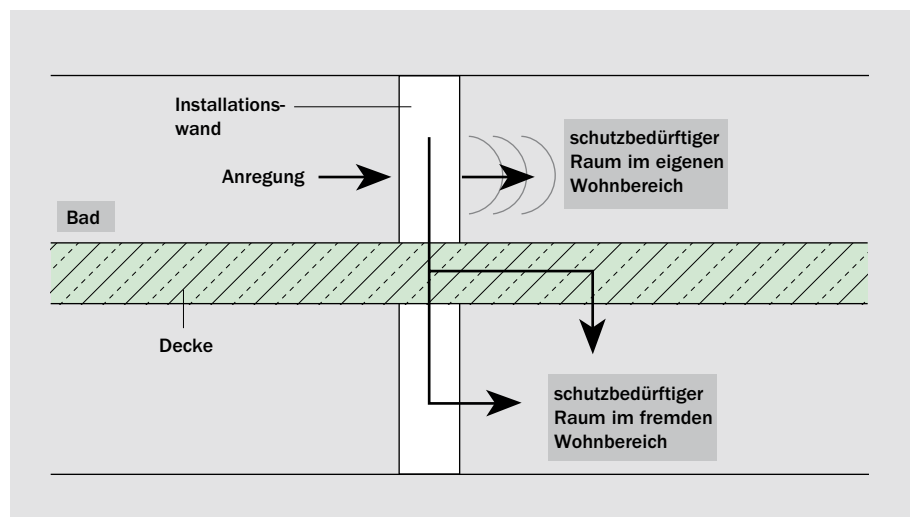 Installations-
wand
Anregung
schutzbedürftiger
Raum im eigenen
Wohnbereich
Bad
Decke
schutzbedürftiger
Raum im fremden
Wohnbereich